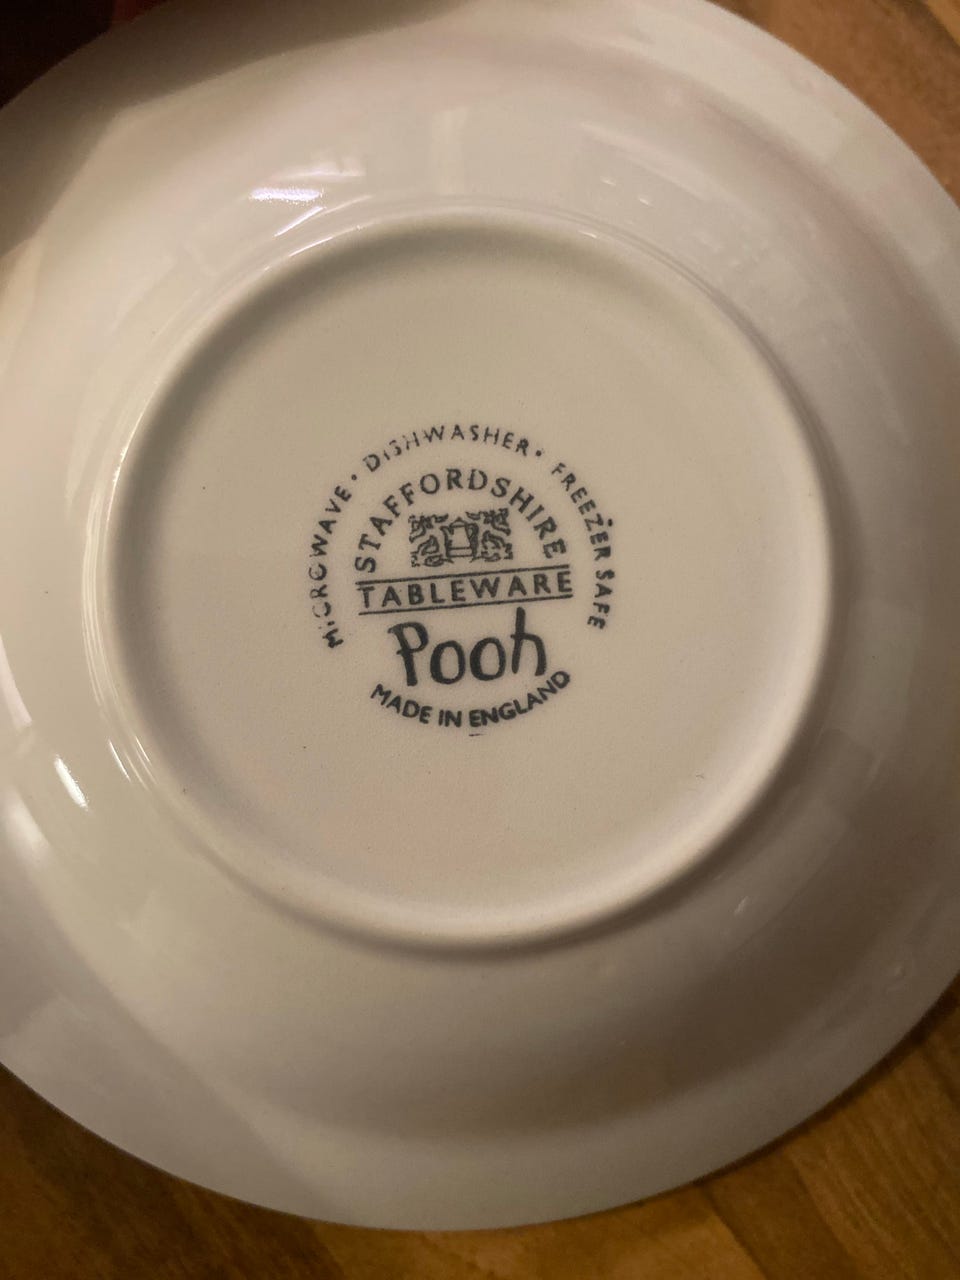 MICROWAVE · DISHWASHER · FREEZER SAFE
STAFFORDSHIRE
TABLEWARE
Pooh
MADE IN ENGLAND